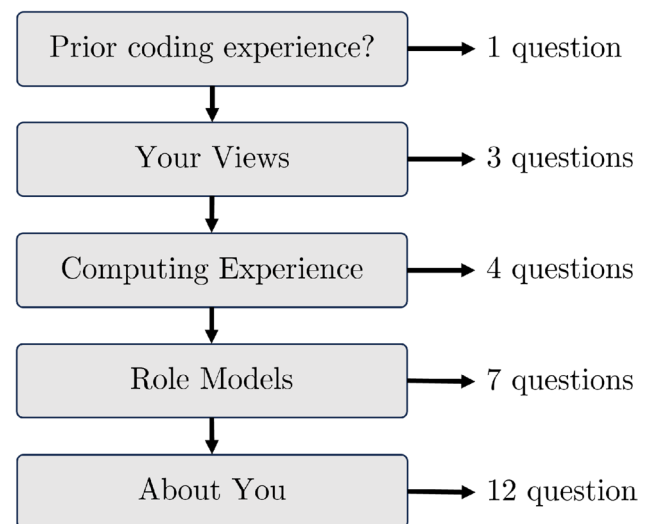 Prior coding experience?
1 question
Your Views
3 questions
Computing Experience
4 questions
Role Models
7 questions
About You
12 question